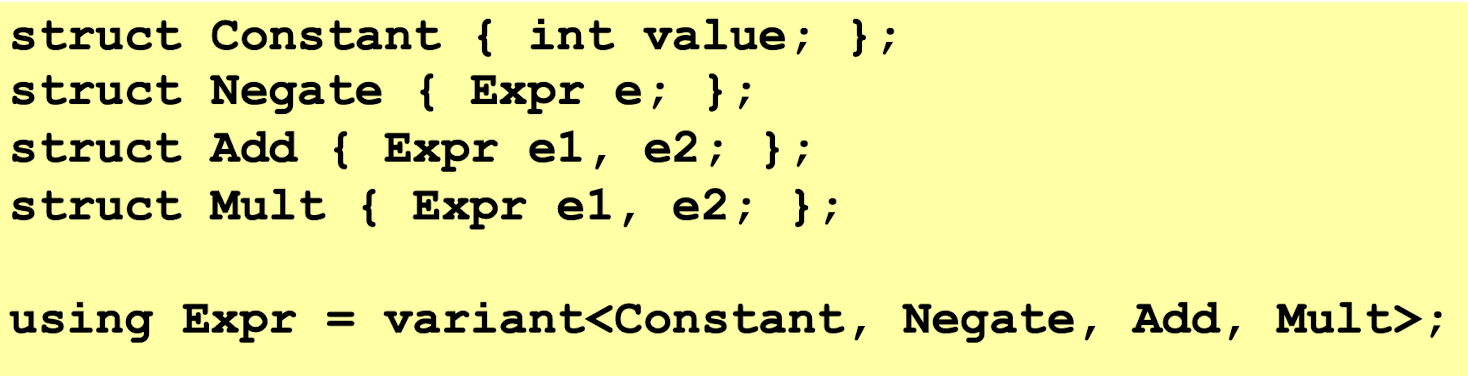 struct Constant { int value; };
struct Negate { Expr e; };
struct Add { Expr e1, e2; };
struct Mult { Expr e1, e2; };
using Expr = variant<Constant, Negate, Add, Mult>;